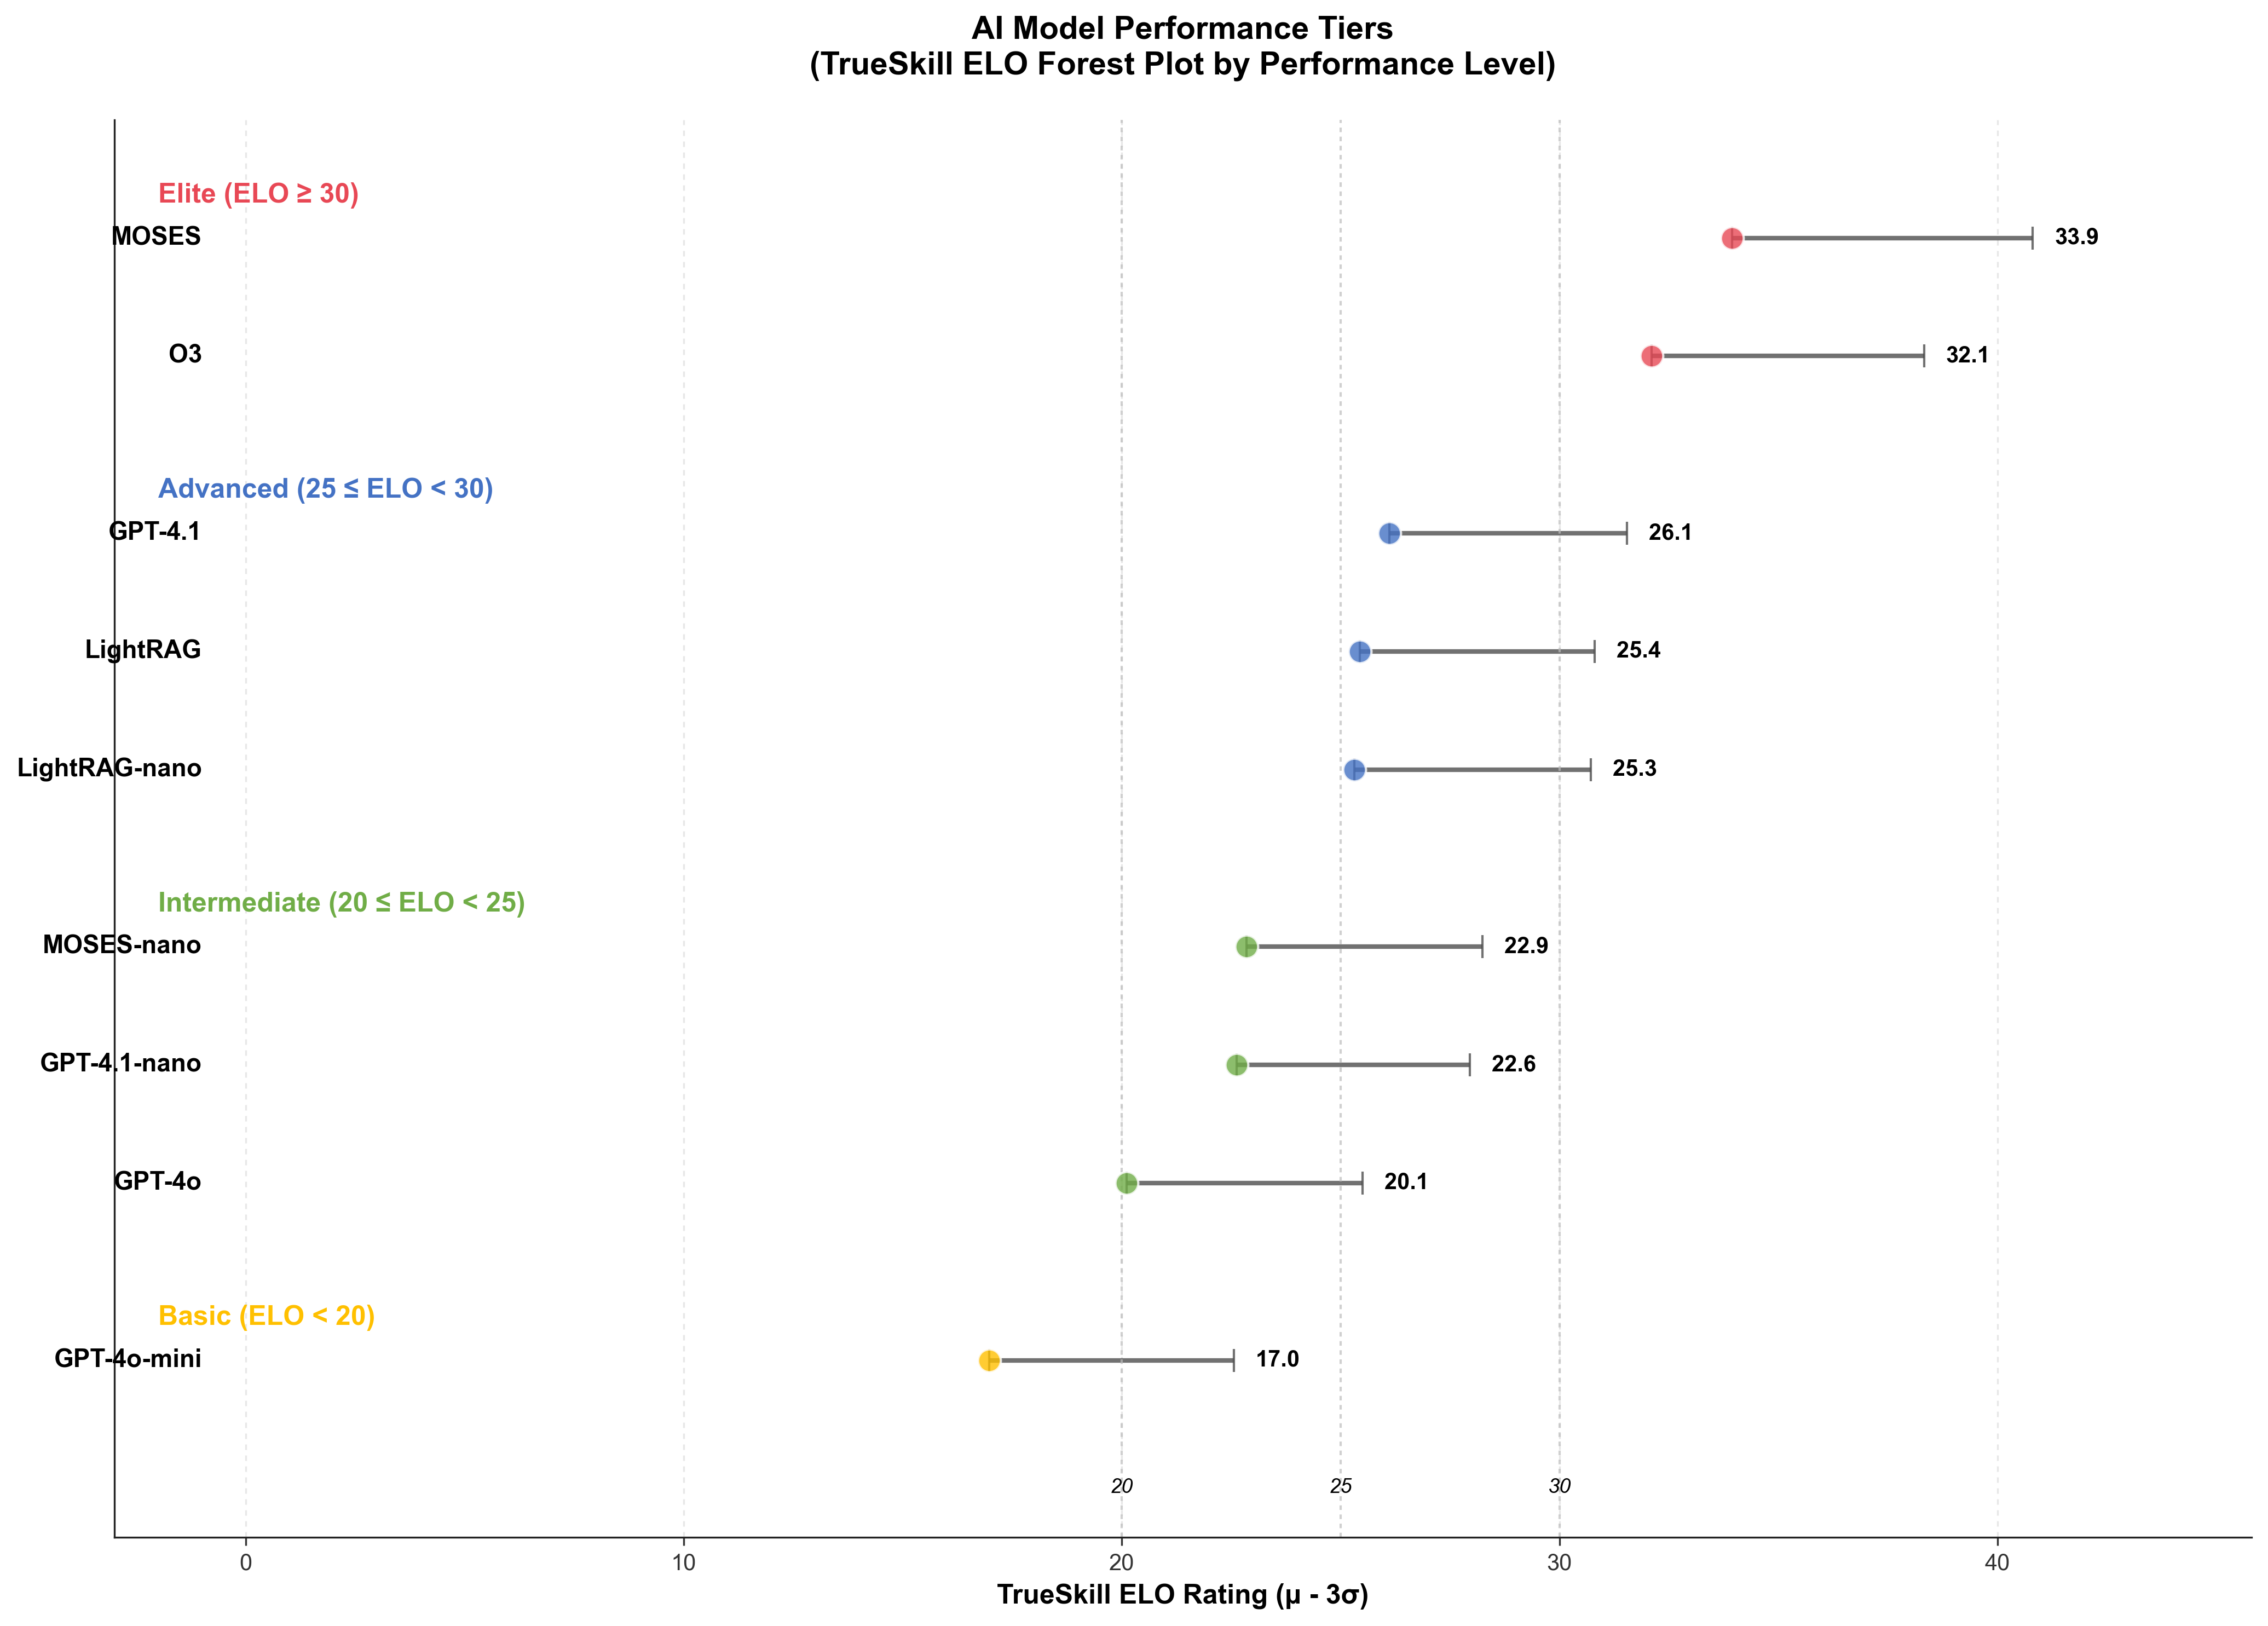 AI Model Performance Tiers
(TrueSkill ELO Forest Plot by Performance Level)
Elite (ELO ≥ 30)
MOSES
33.9
O3
32.1
Advanced (25 ≤ ELO < 30)
GPT-4.1
26.1
LightRAG
25.4
LightRAG-nano
25.3
Intermediate (20 ≤ ELO < 25)
MOSES-nano
22.9
GPT-4.1-nano
22.6
GPT-4o
20.1
Basic (ELO < 20)
GPT-4o-mini
17.0
20 25 30
0 10 20 30 40
TrueSkill ELO Rating (μ - 3σ)